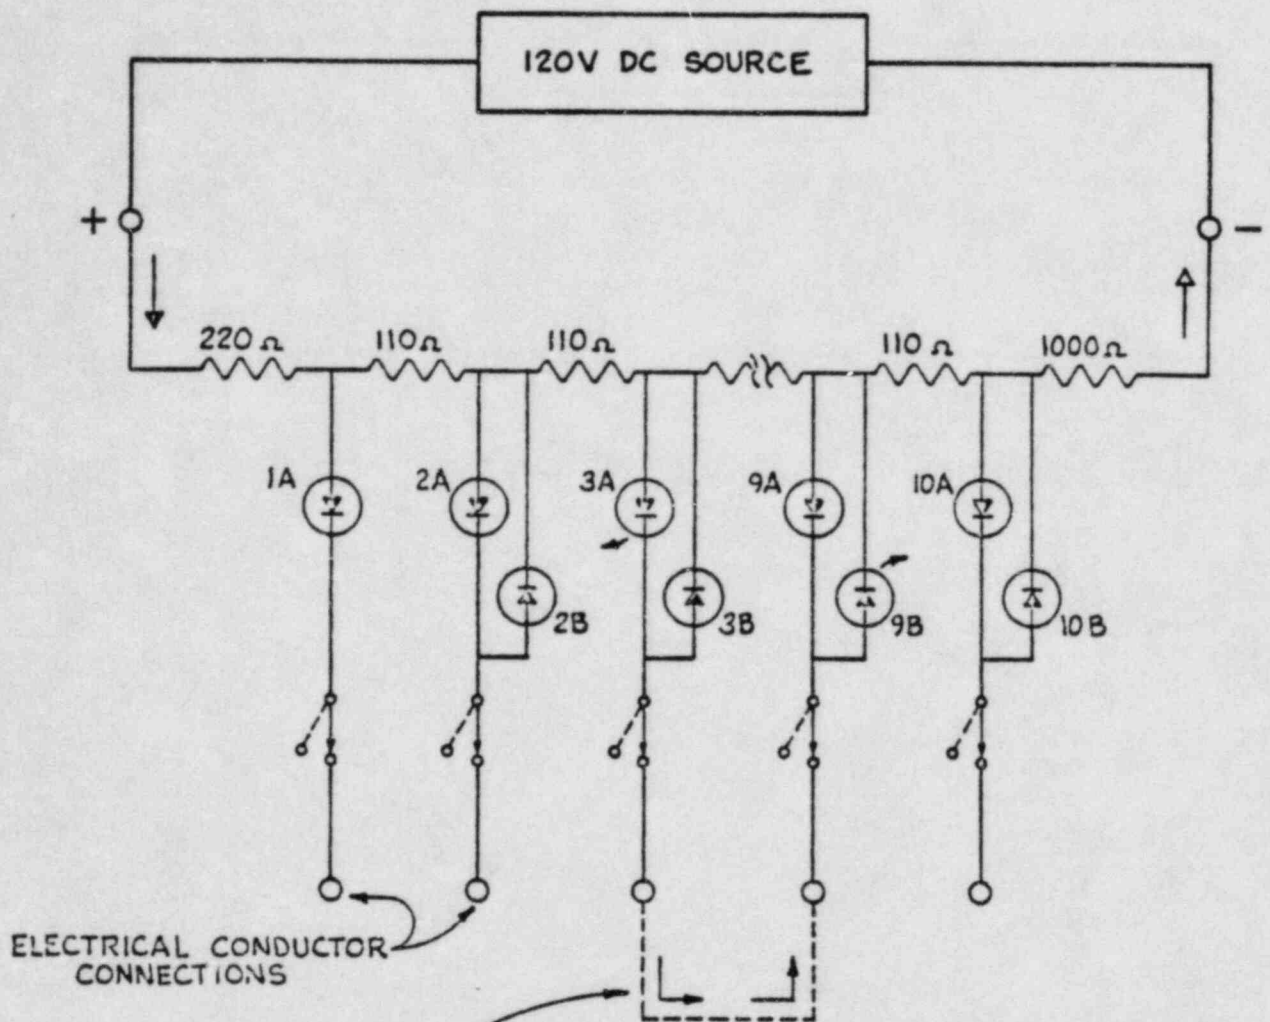 120V DC SOURCE
+ −
220Ω 110Ω 110Ω 110Ω 1000Ω
1A 2A 3A 9A 10A
2B 3B 9B 10B
ELECTRICAL CONDUCTOR
CONNECTIONS